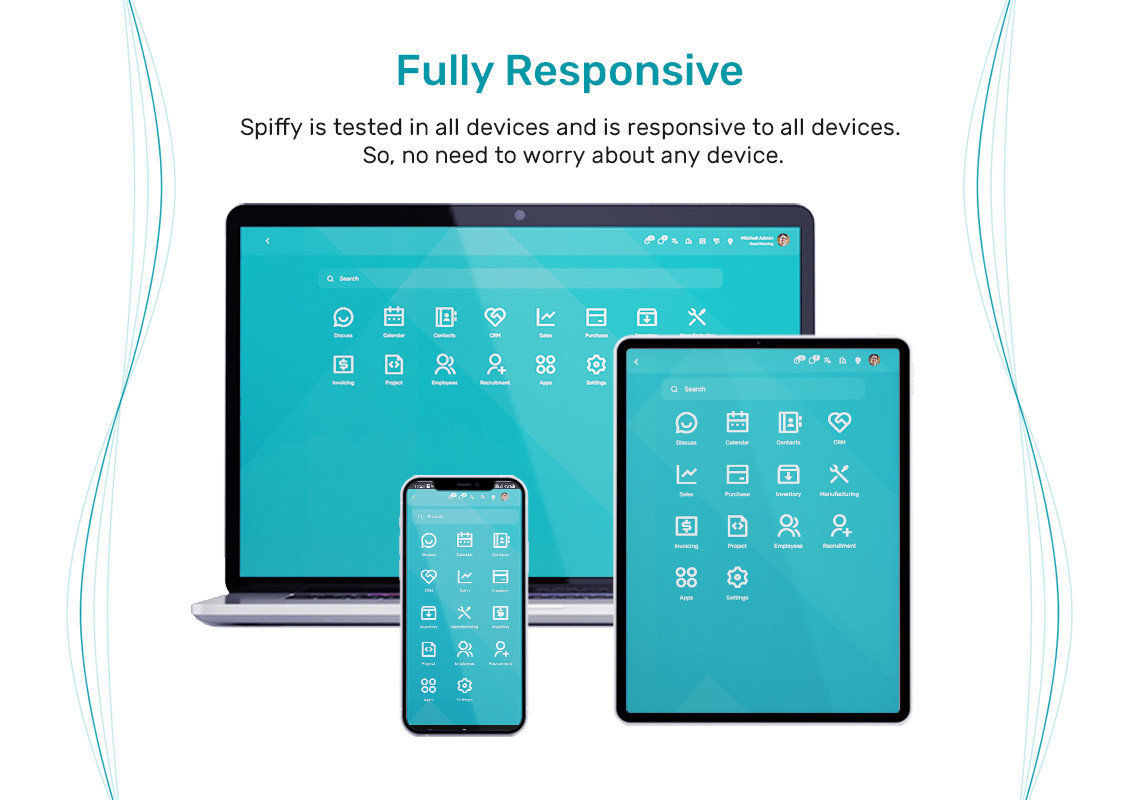 Fully Responsive
Spiffy is tested in all devices and is responsive to all devices.
So, no need to worry about any device.
Mitchell Admin
Good Morning
Search
Discuss Calendar Contacts CRM Sales Purchase Inventory Manufacturing
Invoicing Project Employees Recruitment Apps Settings
Search
Discuss Calendar Contacts CRM
Sales Purchase Inventory Manufacturing
Invoicing Project Employees Recruitment
Apps Settings
Search
Discuss Calendar Contacts
CRM Sales Purchase
Inventory Manufacturing Invoicing
Project Employees Recruitment
Apps Settings